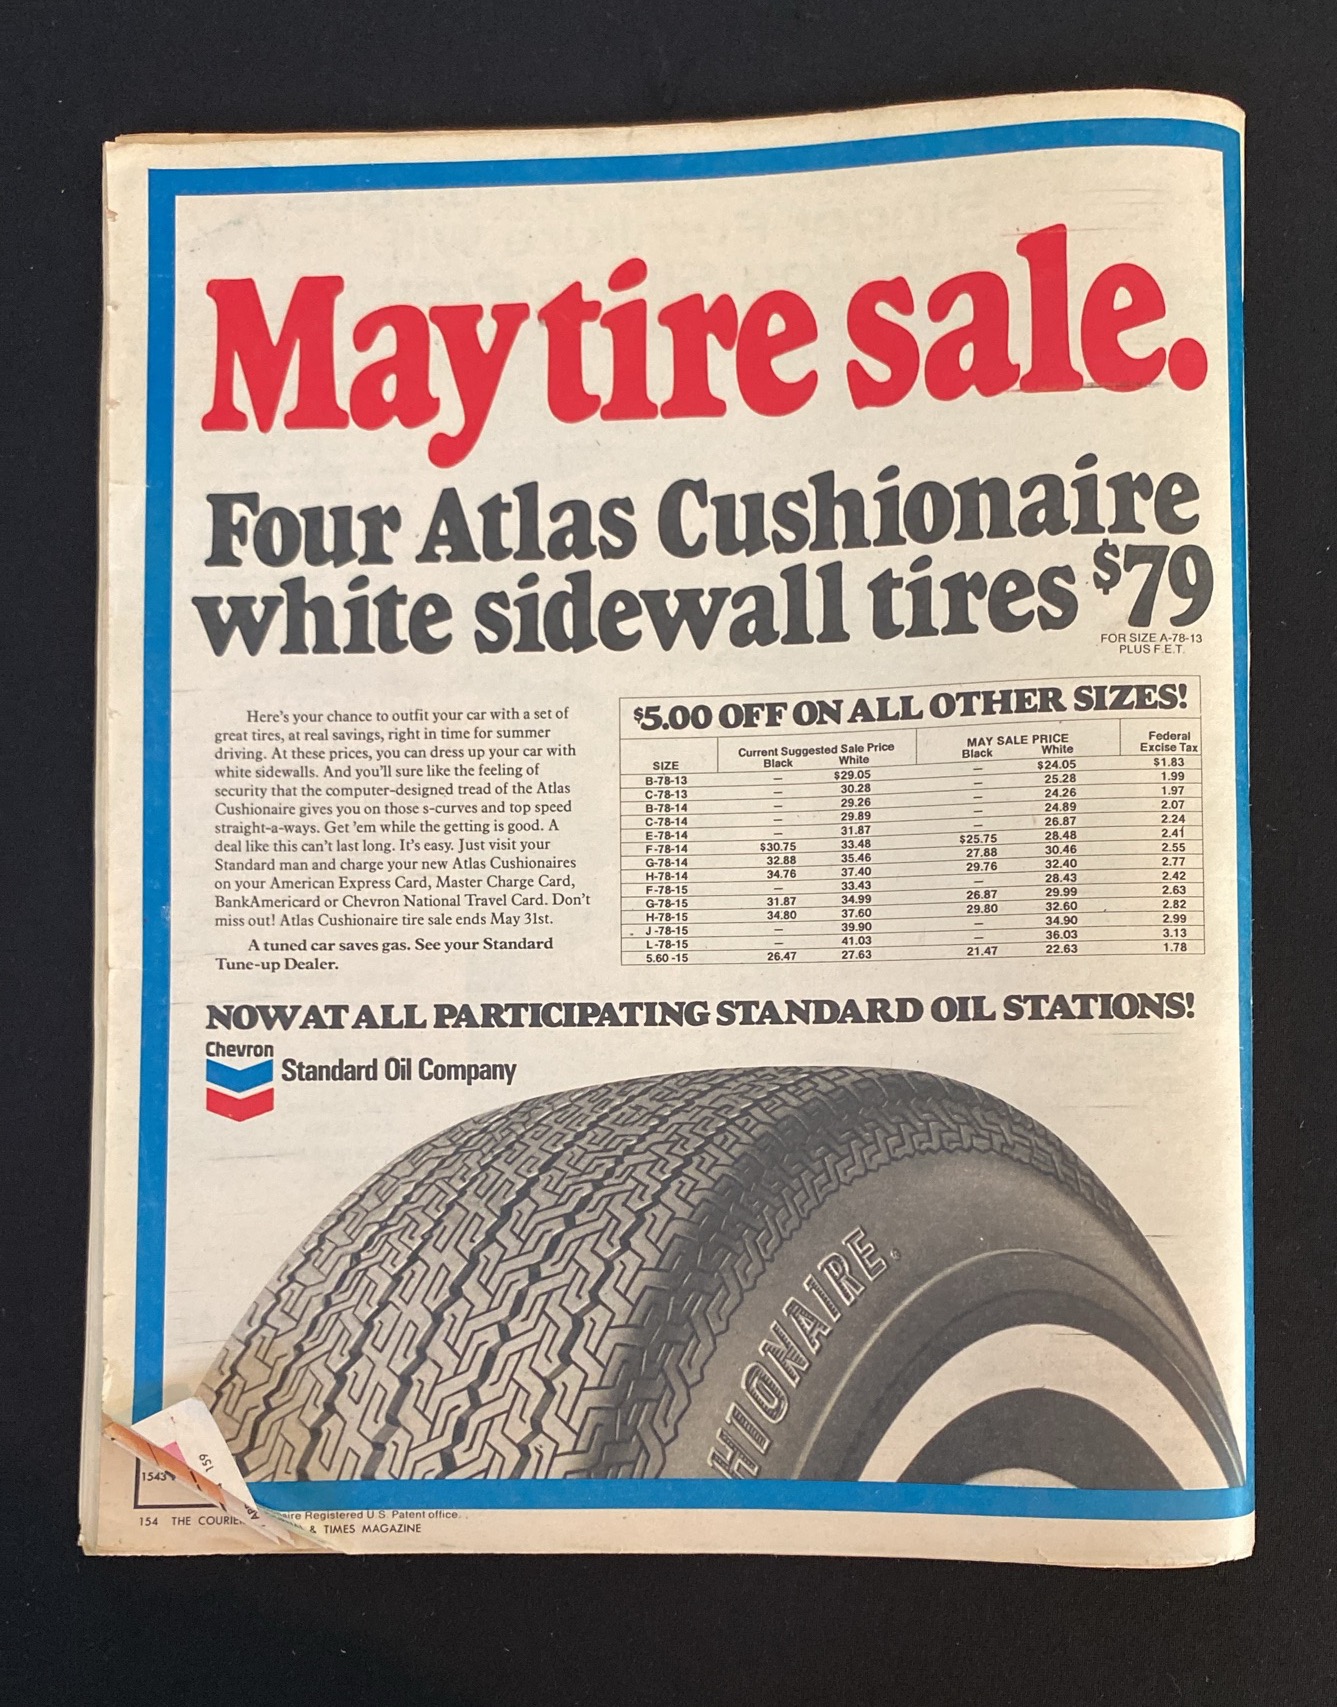 May tire sale.
Four Atlas Cushionaire
white sidewall tires $79
FOR SIZE A-78-13
PLUS F.E.T.
Here's your chance to outfit your car with a set of
great tires, at real savings, right in time for summer
driving. At these prices, you can dress up your car with
white sidewalls. And you'll sure like the feeling of
security that the computer-designed tread of the Atlas
Cushionaire gives you on those s-curves and top speed
straight-a-ways. Get 'em while the getting is good. A
deal like this can't last long. It's easy. Just visit your
Standard man and charge your new Atlas Cushionaires
on your American Express Card, Master Charge Card,
BankAmericard or Chevron National Travel Card. Don't
miss out! Atlas Cushionaire tire sale ends May 31st.
A tuned car saves gas. See your Standard
Tune-up Dealer.
$5.00 OFF ON ALL OTHER SIZES!
Current Suggested Sale Price MAY SALE PRICE Federal
SIZE Black White Black White Excise Tax
B-78-13 — $29.05 — $24.05 $1.83
C-78-13 — 30.28 — 25.28 1.99
B-78-14 — 29.26 — 24.26 1.97
C-78-14 — 29.89 — 24.89 2.07
E-78-14 — 31.87 — 26.87 2.24
F-78-14 $30.75 33.48 $25.75 28.48 2.41
G-78-14 32.88 35.46 27.88 30.46 2.55
H-78-14 34.76 37.40 29.76 32.40 2.77
F-78-15 — 33.43 — 28.43 2.42
G-78-15 31.87 34.99 26.87 29.99 2.63
H-78-15 34.80 37.60 29.80 32.60 2.82
J-78-15 — 39.90 — 34.90 2.99
L-78-15 — 41.03 — 36.03 3.13
5.60-15 26.47 27.63 21.47 22.63 1.78
NOW AT ALL PARTICIPATING STANDARD OIL STATIONS!
Chevron
Standard Oil Company
HIONAIRE.
159
1543
Registered U.S. Patent office.
154 THE & TIMES MAGAZINE